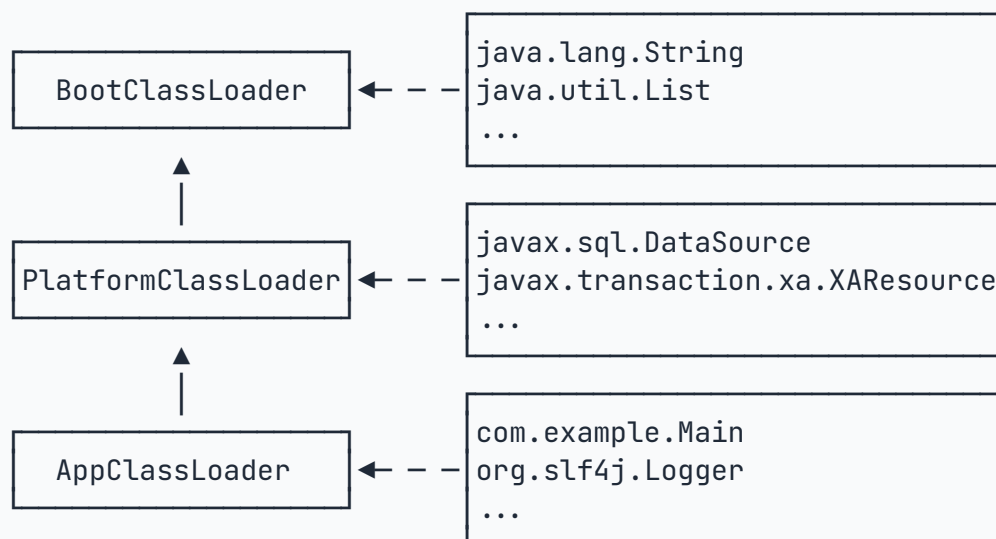 BootClassLoader
java.lang.String
java.util.List
...
PlatformClassLoader
javax.sql.DataSource
javax.transaction.xa.XAResource
...
AppClassLoader
com.example.Main
org.slf4j.Logger
...